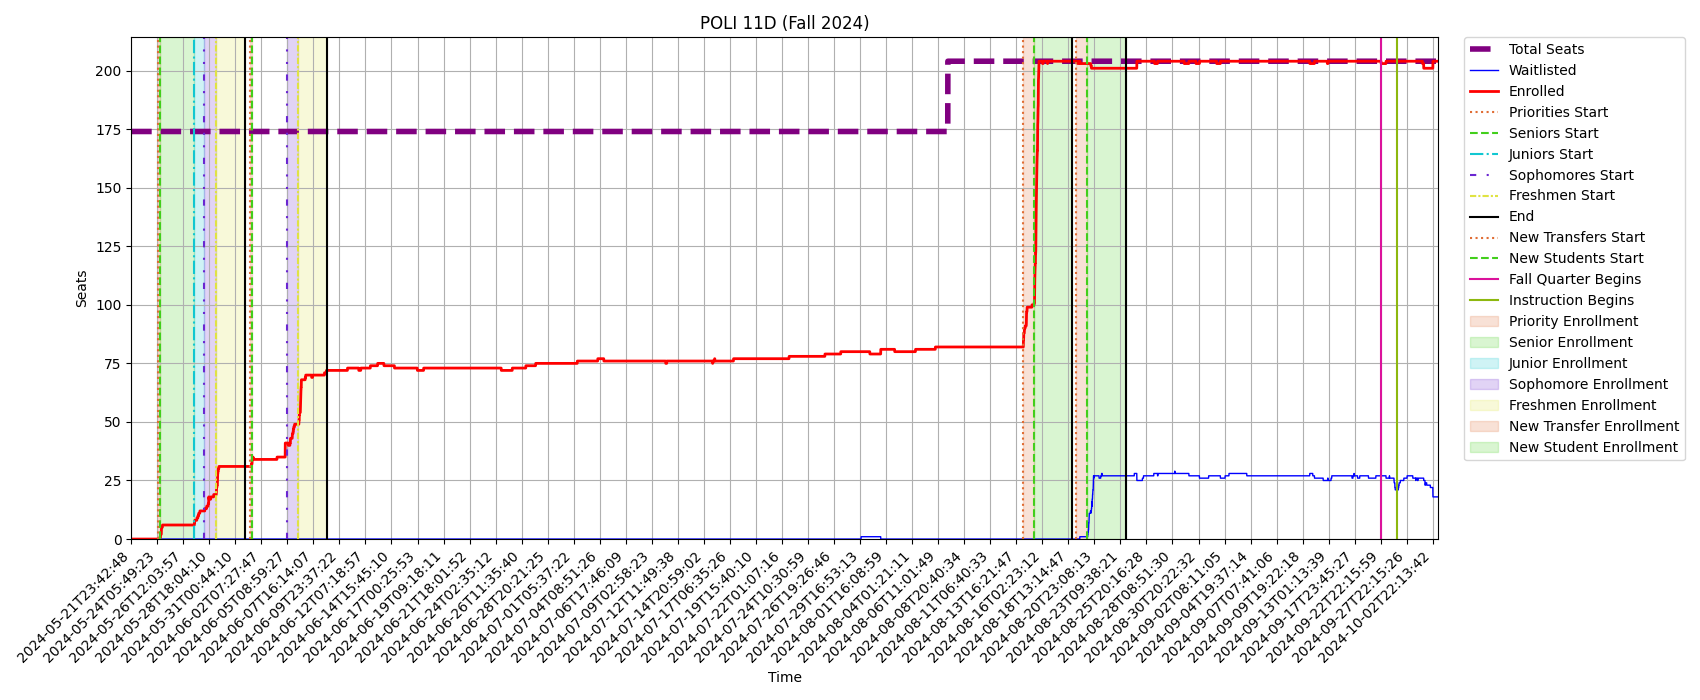 POLI 11D (Fall 2024)
Seats
200
175
150
125
100
75
50
25
0
2024-05-21T23:42:48
2024-05-24T05:49:23
2024-05-26T12:03:57
2024-05-28T18:04:10
2024-05-31T00:44:10
2024-06-02T07:27:47
2024-06-05T08:59:27
2024-06-07T16:14:07
2024-06-09T23:37:22
2024-06-12T07:18:57
2024-06-14T15:45:10
2024-06-19T09:18:11
2024-06-21T18:01:52
2024-06-24T02:35:12
2024-06-26T11:35:40
2024-06-28T20:21:25
2024-07-01T05:37:22
2024-07-04T08:51:26
2024-07-06T17:46:09
2024-07-09T02:58:23
2024-07-12T11:49:38
2024-07-14T20:59:02
2024-07-17T06:35:26
2024-07-19T15:40:10
2024-07-22T01:07:16
2024-07-24T10:30:59
2024-07-26T19:26:46
2024-07-29T16:53:13
2024-08-01T16:08:59
2024-08-04T01:21:11
2024-08-06T11:01:49
2024-08-08T20:40:34
2024-08-11T06:40:33
2024-08-13T16:21:47
2024-08-16T02:23:12
2024-08-18T13:14:47
2024-08-20T23:08:13
2024-08-23T09:38:21
2024-08-25T20:16:28
2024-08-28T08:51:30
2024-08-30T20:22:32
2024-09-02T08:11:05
2024-09-04T19:37:14
2024-09-07T07:41:06
2024-09-09T19:22:18
2024-09-13T01:13:39
2024-09-17T23:45:27
2024-09-22T22:15:59
2024-09-27T22:15:26
2024-10-02T22:13:42
Time
Total Seats
Waitlisted
Enrolled
Priorities Start
Seniors Start
Juniors Start
Sophomores Start
Freshmen Start
End
New Transfers Start
New Students Start
Fall Quarter Begins
Instruction Begins
Priority Enrollment
Senior Enrollment
Junior Enrollment
Sophomore Enrollment
Freshmen Enrollment
New Transfer Enrollment
New Student Enrollment